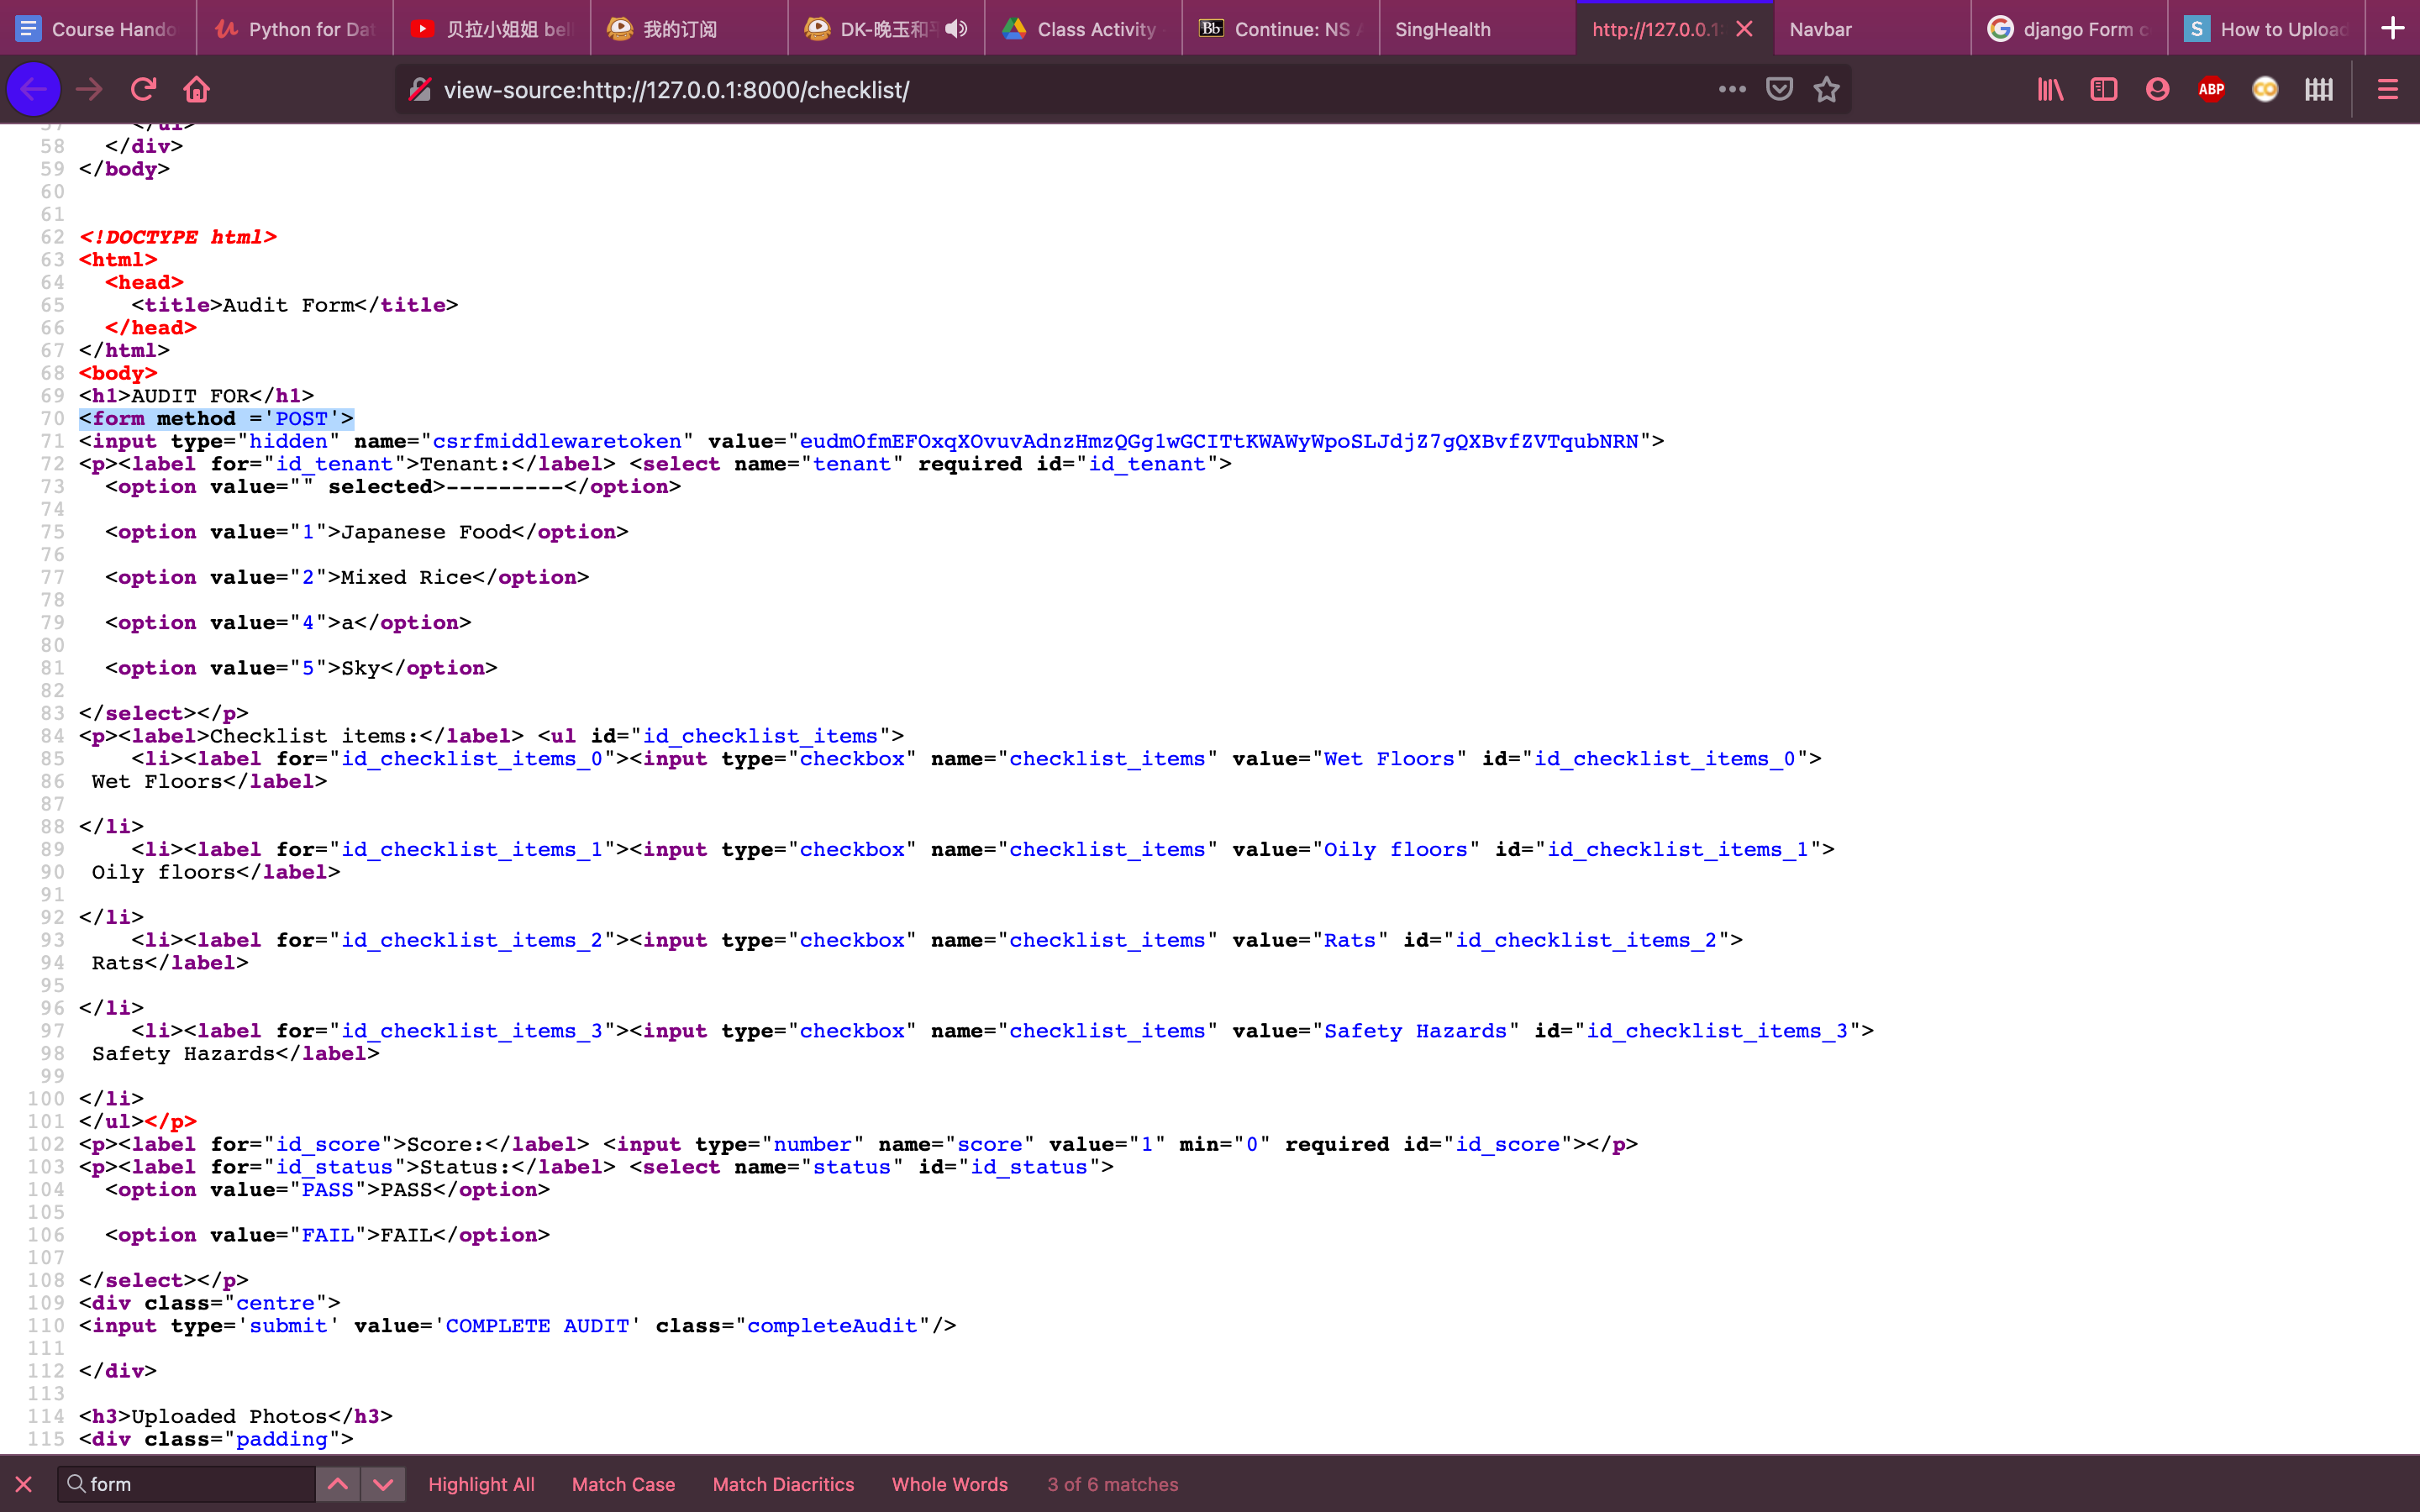 Course Hando
Python for Dat
贝拉小姐姐 bel
我的订阅
DK-晚玉和平
Class Activity
Bb Continue: NS A
SingHealth
http://127.0.0.1:
Navbar
django Form c
S How to Upload
view-source:http://127.0.0.1:8000/checklist/
ABP
57 </ul>
58 </div>
59 </body>
60
61
62 <!DOCTYPE html>
63 <html>
64 <head>
65 <title>Audit Form</title>
66 </head>
67 </html>
68 <body>
69 <h1>AUDIT FOR</h1>
70 <form method ='POST'>
71 <input type="hidden" name="csrfmiddlewaretoken" value="eudmOfmEFOxqXOvuvAdnzHmzQGg1wGCITtKWAWyWpoSLJdjZ7gQXBvfZVTqubNRN">
72 <p><label for="id_tenant">Tenant:</label> <select name="tenant" required id="id_tenant">
73 <option value="" selected>---------</option>
74
75 <option value="1">Japanese Food</option>
76
77 <option value="2">Mixed Rice</option>
78
79 <option value="4">a</option>
80
81 <option value="5">Sky</option>
82
83 </select></p>
84 <p><label>Checklist items:</label> <ul id="id_checklist_items">
85 <li><label for="id_checklist_items_0"><input type="checkbox" name="checklist_items" value="Wet Floors" id="id_checklist_items_0">
86 Wet Floors</label>
87
88 </li>
89 <li><label for="id_checklist_items_1"><input type="checkbox" name="checklist_items" value="Oily floors" id="id_checklist_items_1">
90 Oily floors</label>
91
92 </li>
93 <li><label for="id_checklist_items_2"><input type="checkbox" name="checklist_items" value="Rats" id="id_checklist_items_2">
94 Rats</label>
95
96 </li>
97 <li><label for="id_checklist_items_3"><input type="checkbox" name="checklist_items" value="Safety Hazards" id="id_checklist_items_3">
98 Safety Hazards</label>
99
100 </li>
101 </ul></p>
102 <p><label for="id_score">Score:</label> <input type="number" name="score" value="1" min="0" required id="id_score"></p>
103 <p><label for="id_status">Status:</label> <select name="status" id="id_status">
104 <option value="PASS">PASS</option>
105
106 <option value="FAIL">FAIL</option>
107
108 </select></p>
109 <div class="centre">
110 <input type='submit' value='COMPLETE AUDIT' class="completeAudit"/>
111
112 </div>
113
114 <h3>Uploaded Photos</h3>
115 <div class="padding">
form
Highlight All
Match Case
Match Diacritics
Whole Words
3 of 6 matches